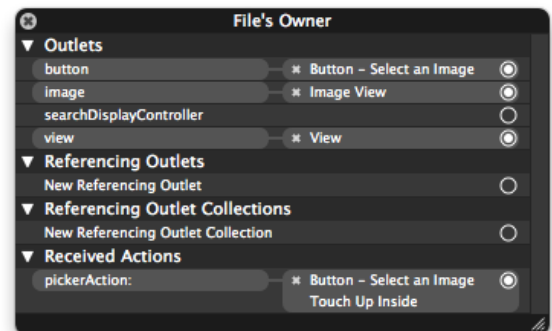 File's Owner
Outlets
button Button – Select an Image
image Image View
searchDisplayController
view View
Referencing Outlets
New Referencing Outlet
Referencing Outlet Collections
New Referencing Outlet Collection
Received Actions
pickerAction: Button – Select an Image
Touch Up Inside